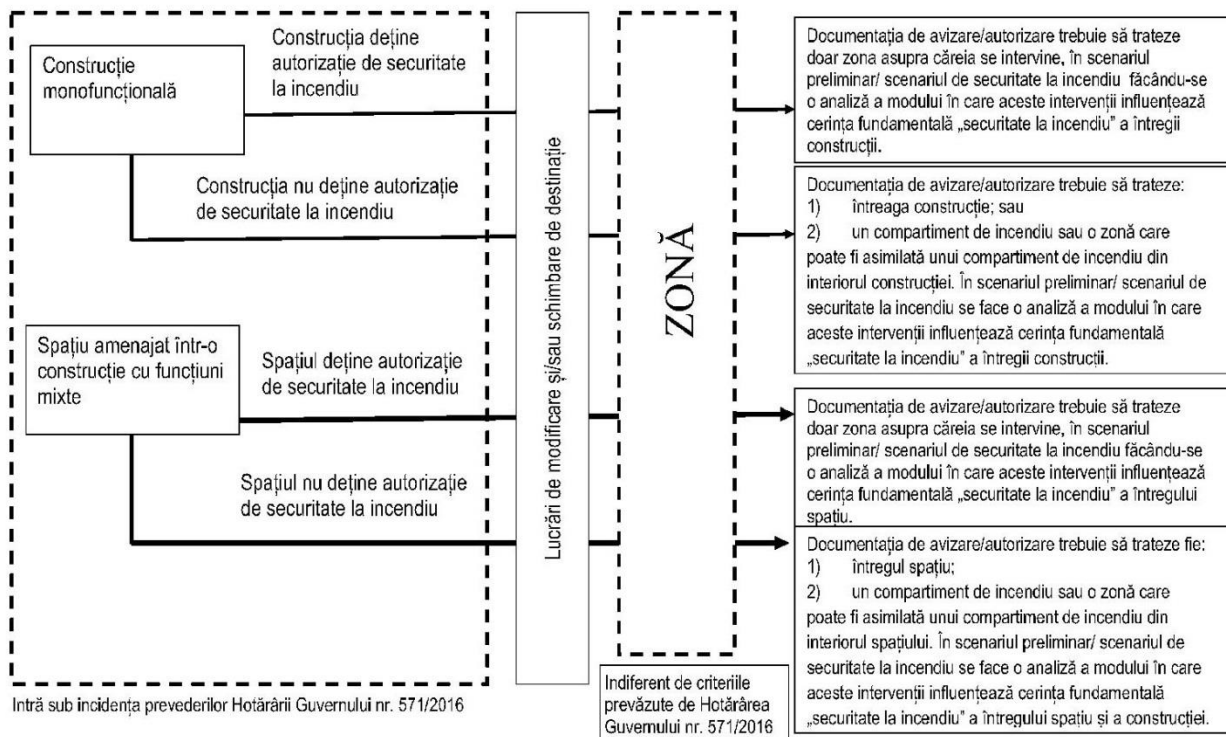 Construcție
monofuncțională
Construcția deține
autorizație de securitate
la incendiu
Construcția nu deține autorizație
de securitate la incendiu
Spațiu amenajat într-o
construcție cu funcțiuni
mixte
Spațiul deține autorizație
de securitate la incendiu
Spațiul nu deține autorizație
de securitate la incendiu
Intră sub incidența prevederilor Hotărârii Guvernului nr. 571/2016
Lucrări de modificare și/sau schimbare de destinație
ZONĂ
Indiferent de criteriile
prevăzute de Hotărârea
Guvernului nr. 571/2016
Documentația de avizare/autorizare trebuie să trateze
doar zona asupra căreia se intervine, în scenariul
preliminar/ scenariul de securitate la incendiu făcându-se
o analiză a modului în care aceste intervenții influențează
cerința fundamentală „securitate la incendiu” a întregii
construcții.
Documentația de avizare/autorizare trebuie să trateze:
1) întreaga construcție; sau
2) un compartiment de incendiu sau o zonă care
poate fi asimilată unui compartiment de incendiu din
interiorul construcției. În scenariul preliminar/ scenariul de
securitate la incendiu se face o analiză a modului în care
aceste intervenții influențează cerința fundamentală
„securitate la incendiu” a întregii construcții.
Documentația de avizare/autorizare trebuie să trateze
doar zona asupra căreia se intervine, în scenariul
preliminar/ scenariul de securitate la incendiu făcându-se
o analiză a modului în care aceste intervenții influențează
cerința fundamentală „securitate la incendiu” a întregului
spațiu.
Documentația de avizare/autorizare trebuie să trateze fie:
1) întregul spațiu;
2) un compartiment de incendiu sau o zonă care
poate fi asimilată unui compartiment de incendiu din
interiorul spațiului. În scenariul preliminar/ scenariul de
securitate la incendiu se face o analiză a modului în care
aceste intervenții influențează cerința fundamentală
„securitate la incendiu” a întregului spațiu și a construcției.